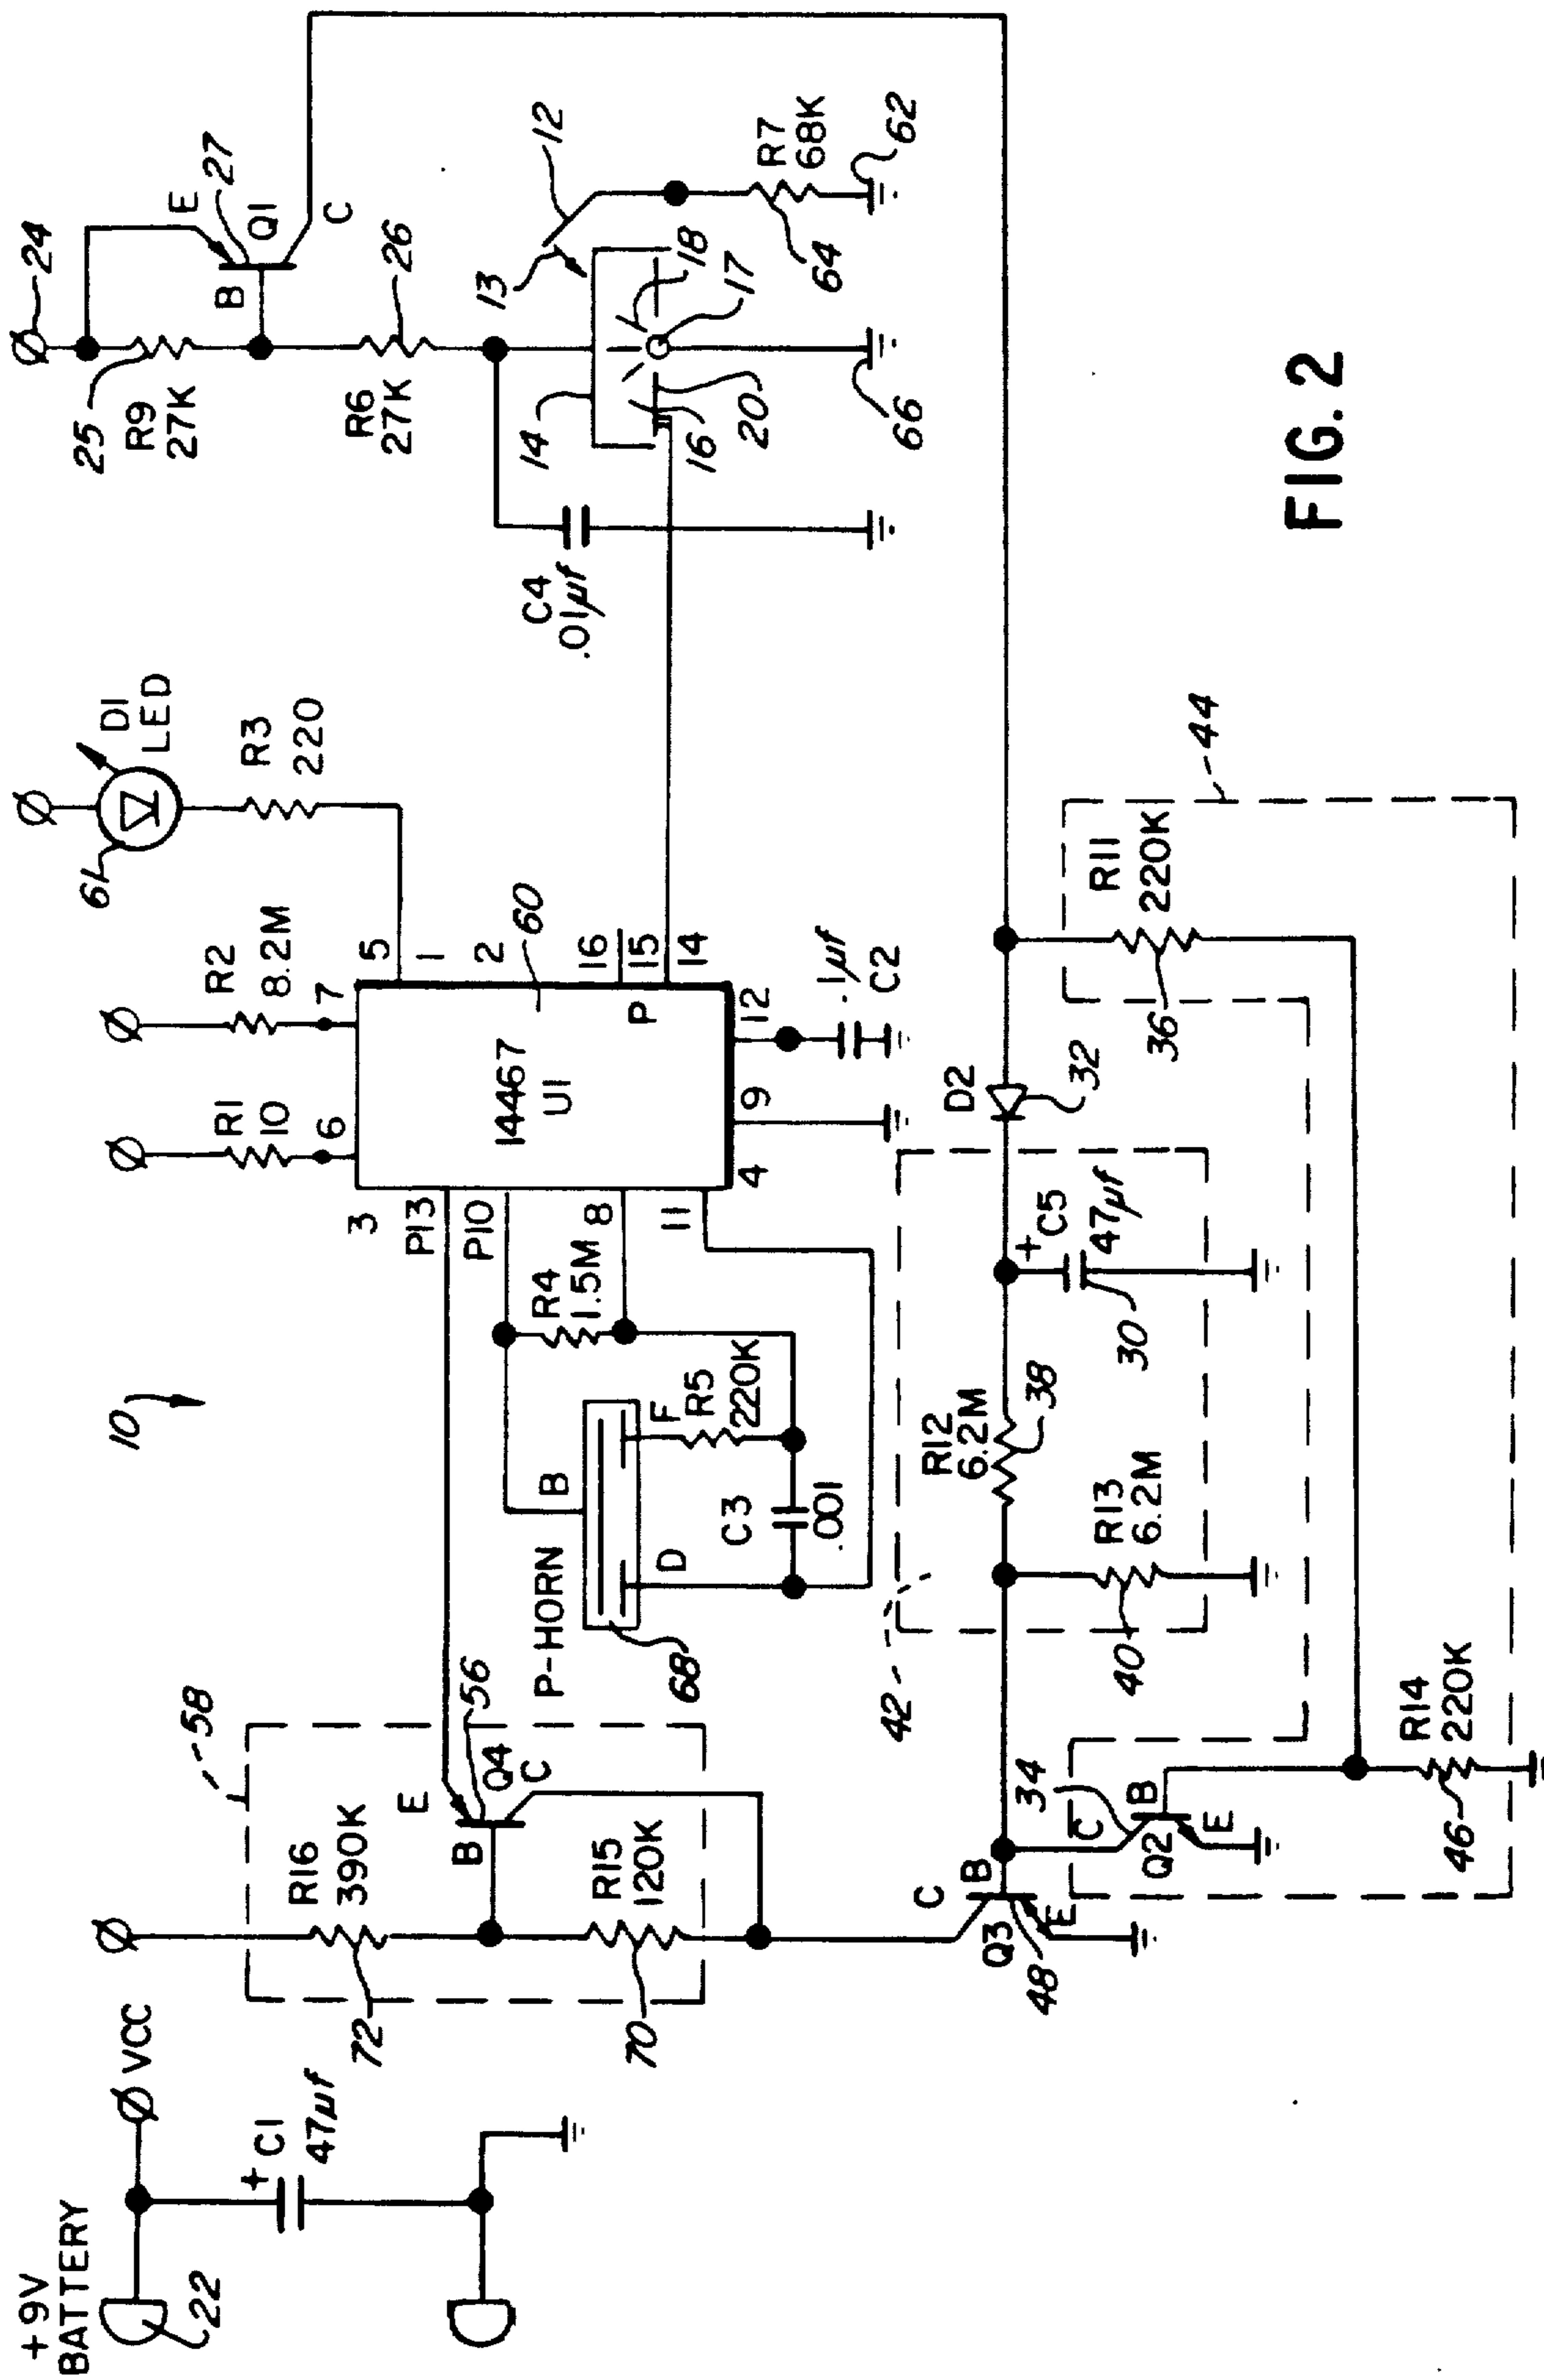 +9V
BATTERY
22
VCC
+
C1
47µf
58
R16
390K
72
R15
120K
70
E
B
Q4
C
56
10
P-HORN
B
D
F
68
R4
1.5M
R5
220K
C3
.001
R1
10
6
R2
8.2M
7
3
P13
P10
8
11
4
9
12
14467
U1
P
5
1
2
16
15
14
60
.1µf
C2
61
D1
LED
R3
220
24
25
R9
27K
B
E
27
Q1
C
R6
27K
26
C4
.01µf
14
13
12
16
18
17
20
66
R7
68K
64
62
C
B
Q3
E
48
34
C
B
Q2
E
42
R12
6.2M
38
R13
6.2M
40
+
C5
47µf
30
D2
32
R11
220K
36
44
R14
220K
46
FIG. 2